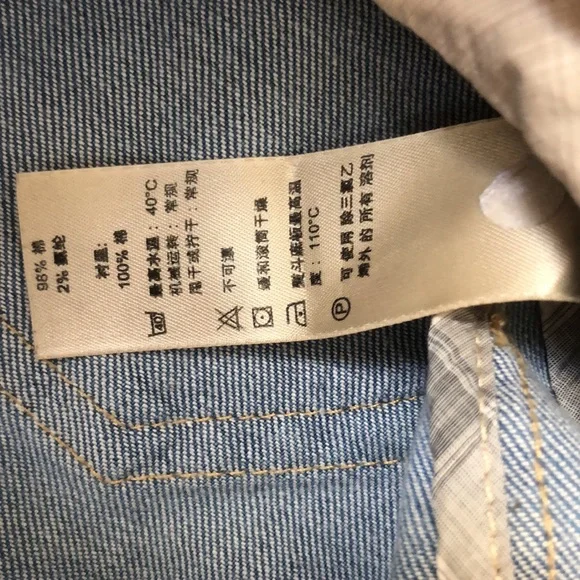 98% 棉
2% 氨纶
衬里:
100% 棉
最高水温: 40°C
机械运转: 常规
甩干或拧干: 常规
40
不可漂
缓和滚筒干燥
熨斗底板最高温
度: 110°C
P
可 使用 除三氯乙
烯外 的 所有 溶剂